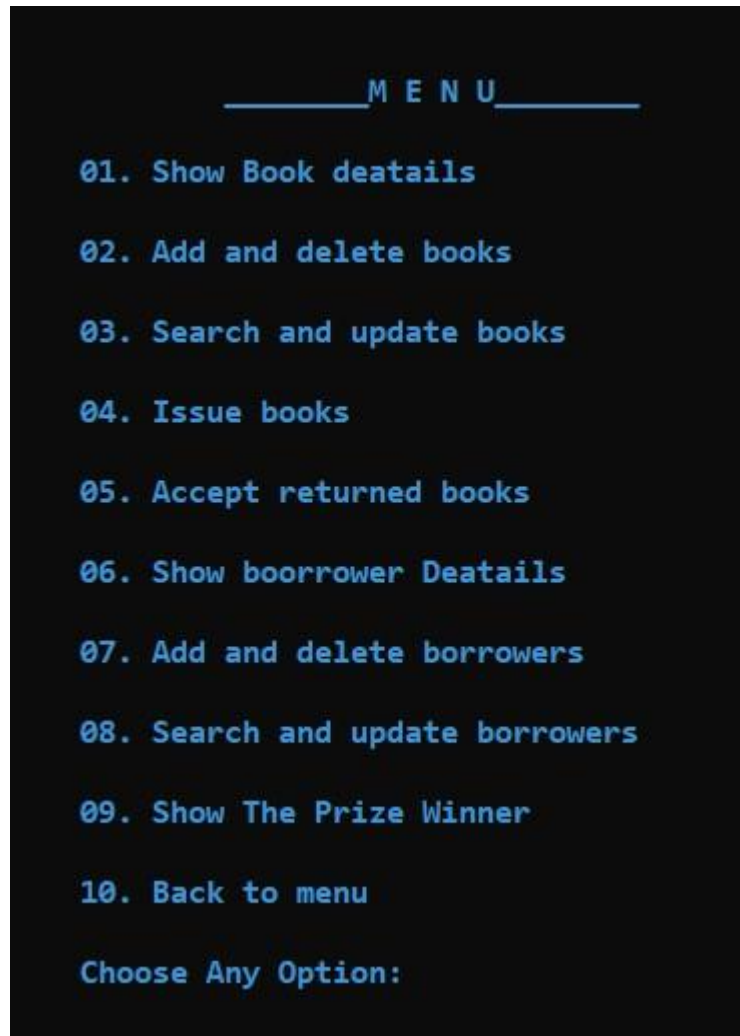 ________M E N U________
01. Show Book deatails
02. Add and delete books
03. Search and update books
04. Issue books
05. Accept returned books
06. Show boorrower Deatails
07. Add and delete borrowers
08. Search and update borrowers
09. Show The Prize Winner
10. Back to menu
Choose Any Option: